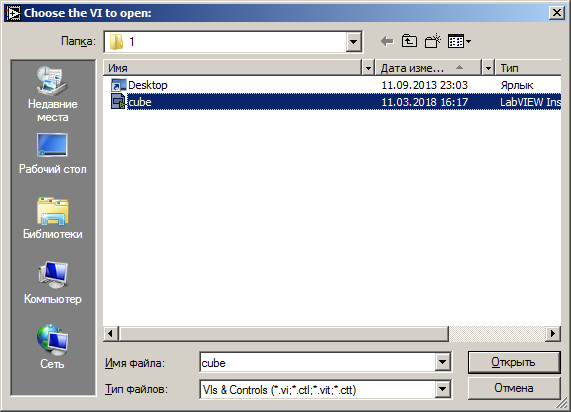 Choose the VI to open:
Папка: 1
Имя Дата изме... Тип
Desktop 11.09.2013 23:03 Ярлык
cube 11.03.2018 16:17 LabVIEW Ins
Недавние
места
Рабочий стол
Библиотеки
Компьютер
Сеть
Имя файла: cube Открыть
Тип файлов: VIs & Controls (*.vi;*.ctl;*.vit;*.ctt) Отмена